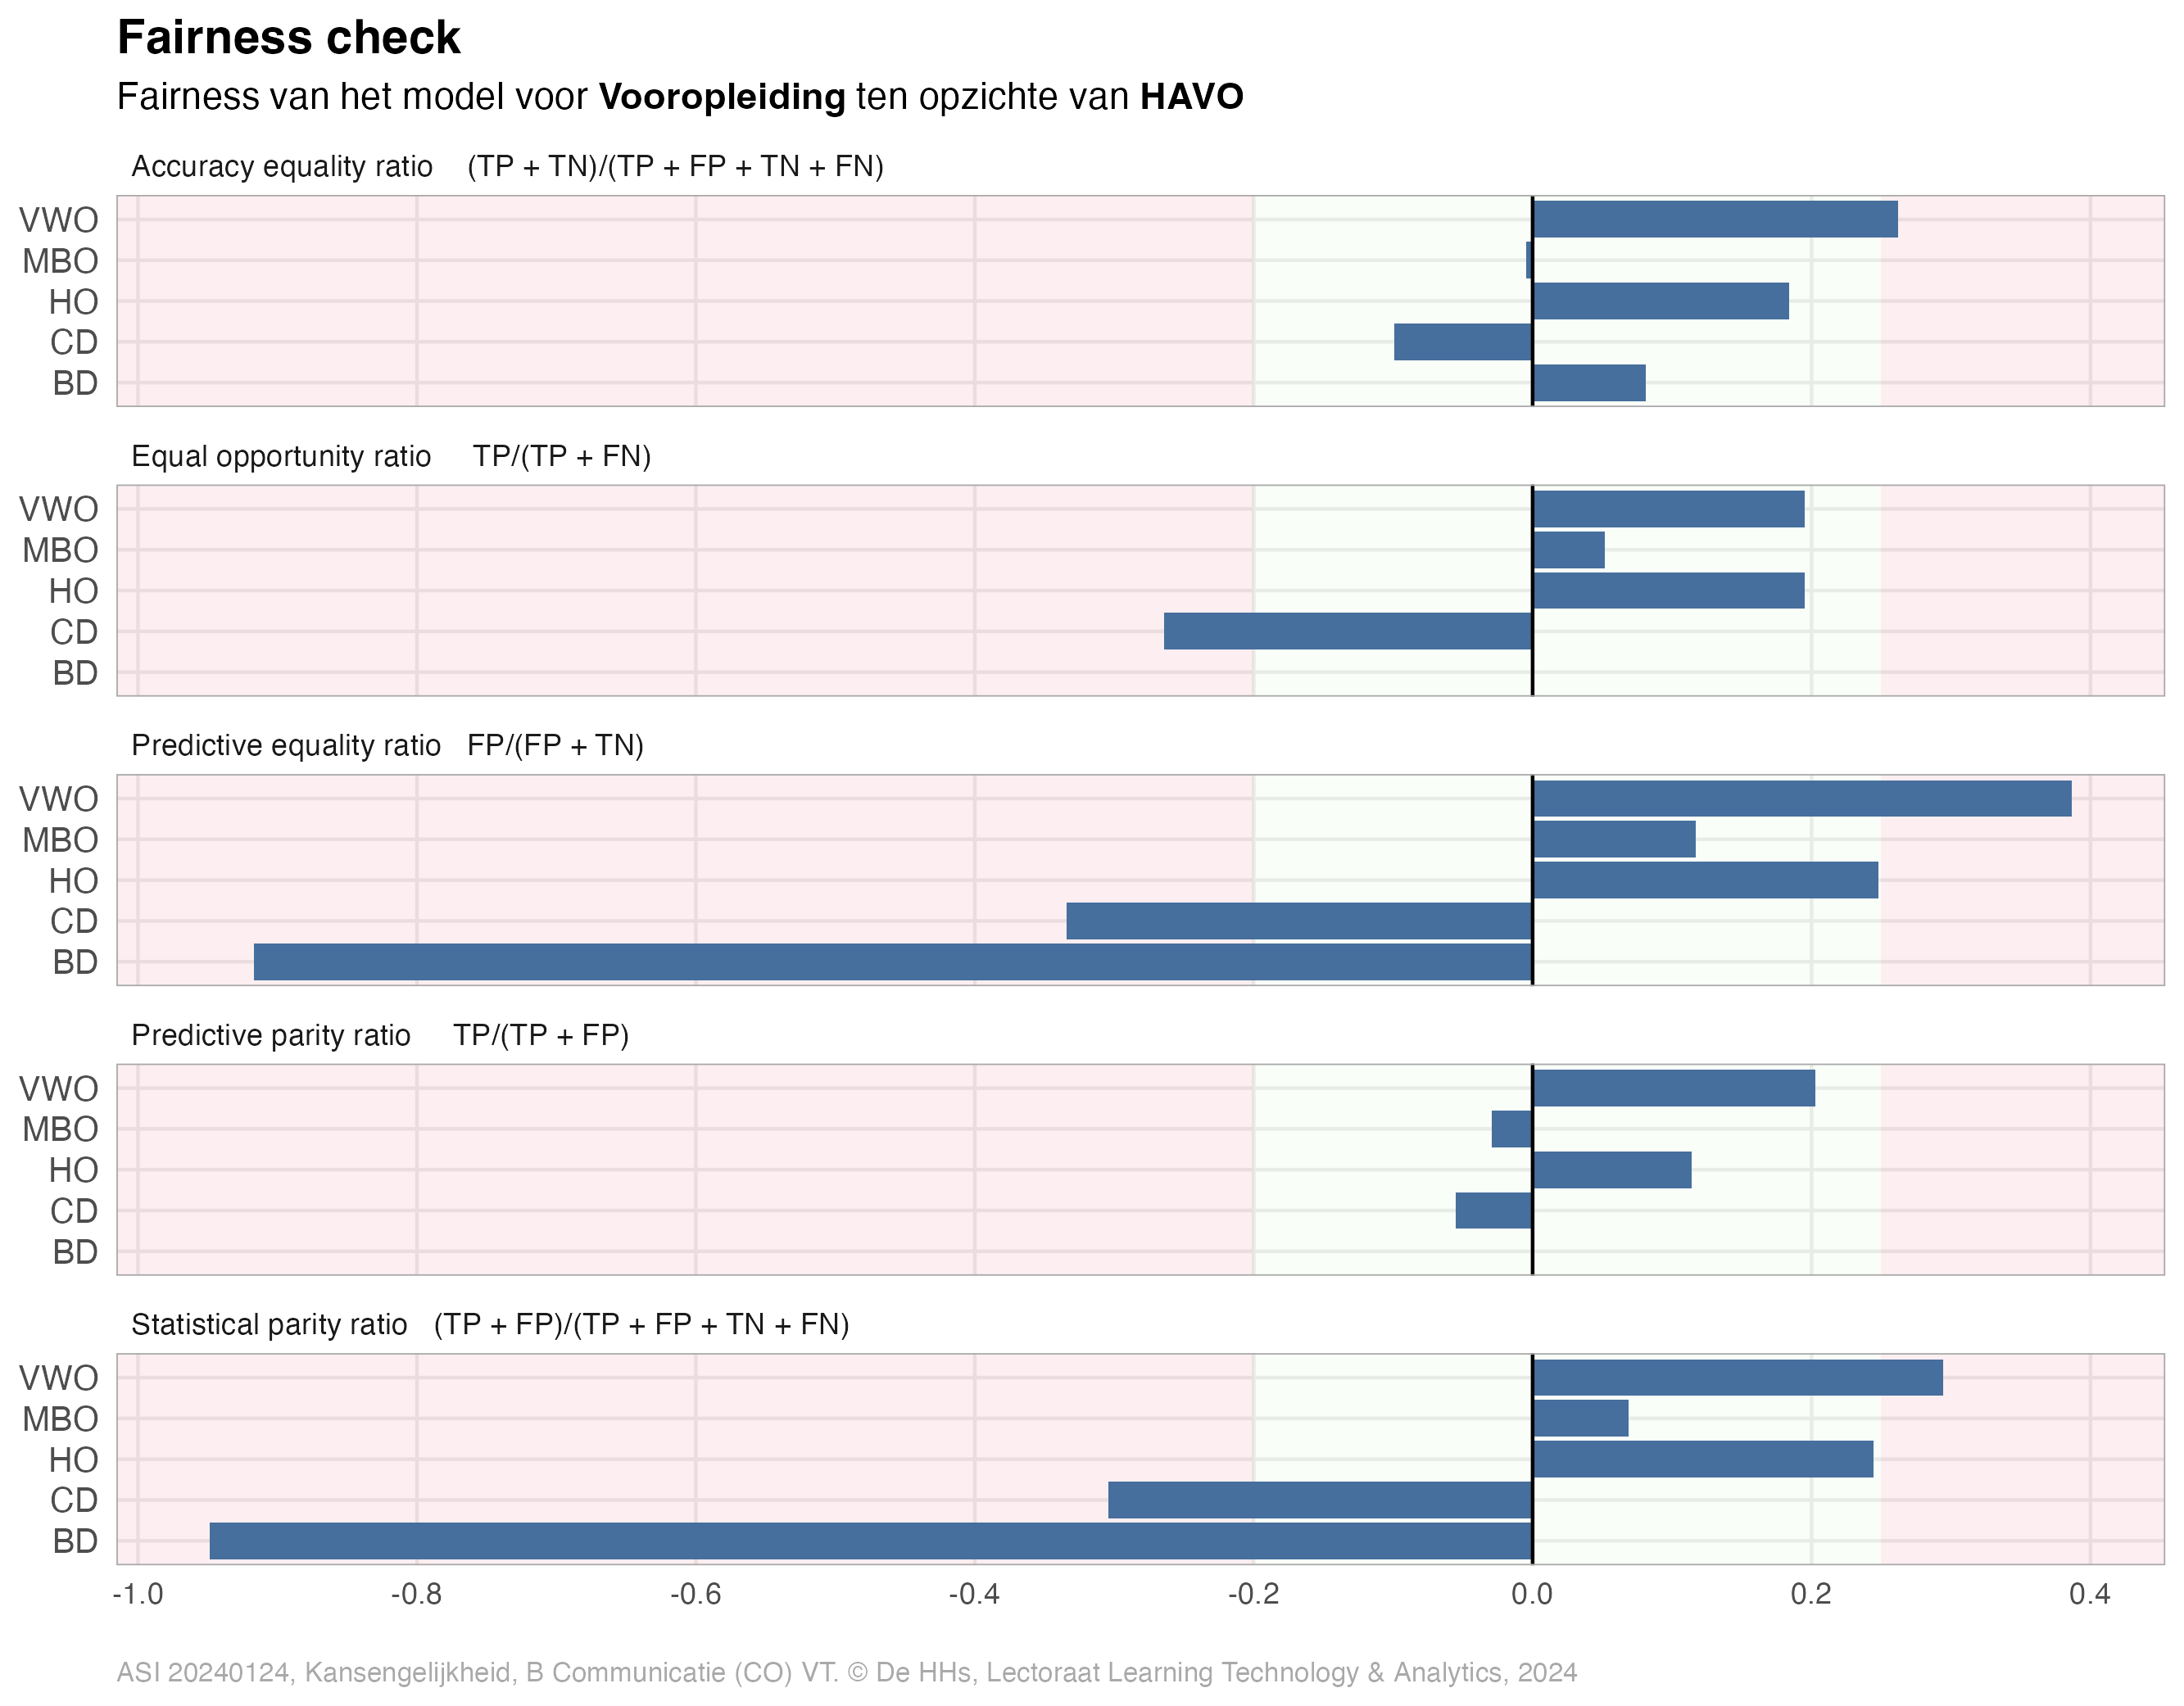 Fairness check
Fairness van het model voor Vooropleiding ten opzichte van HAVO
Accuracy equality ratio (TP + TN)/(TP + FP + TN + FN)
VWO
MBO
HO
CD
BD
Equal opportunity ratio TP/(TP + FN)
VWO
MBO
HO
CD
BD
Predictive equality ratio FP/(FP + TN)
VWO
MBO
HO
CD
BD
Predictive parity ratio TP/(TP + FP)
VWO
MBO
HO
CD
BD
Statistical parity ratio (TP + FP)/(TP + FP + TN + FN)
VWO
MBO
HO
CD
BD
-1.0 -0.8 -0.6 -0.4 -0.2 0.0 0.2 0.4
ASI 20240124, Kansengelijkheid, B Communicatie (CO) VT. © De HHs, Lectoraat Learning Technology & Analytics, 2024